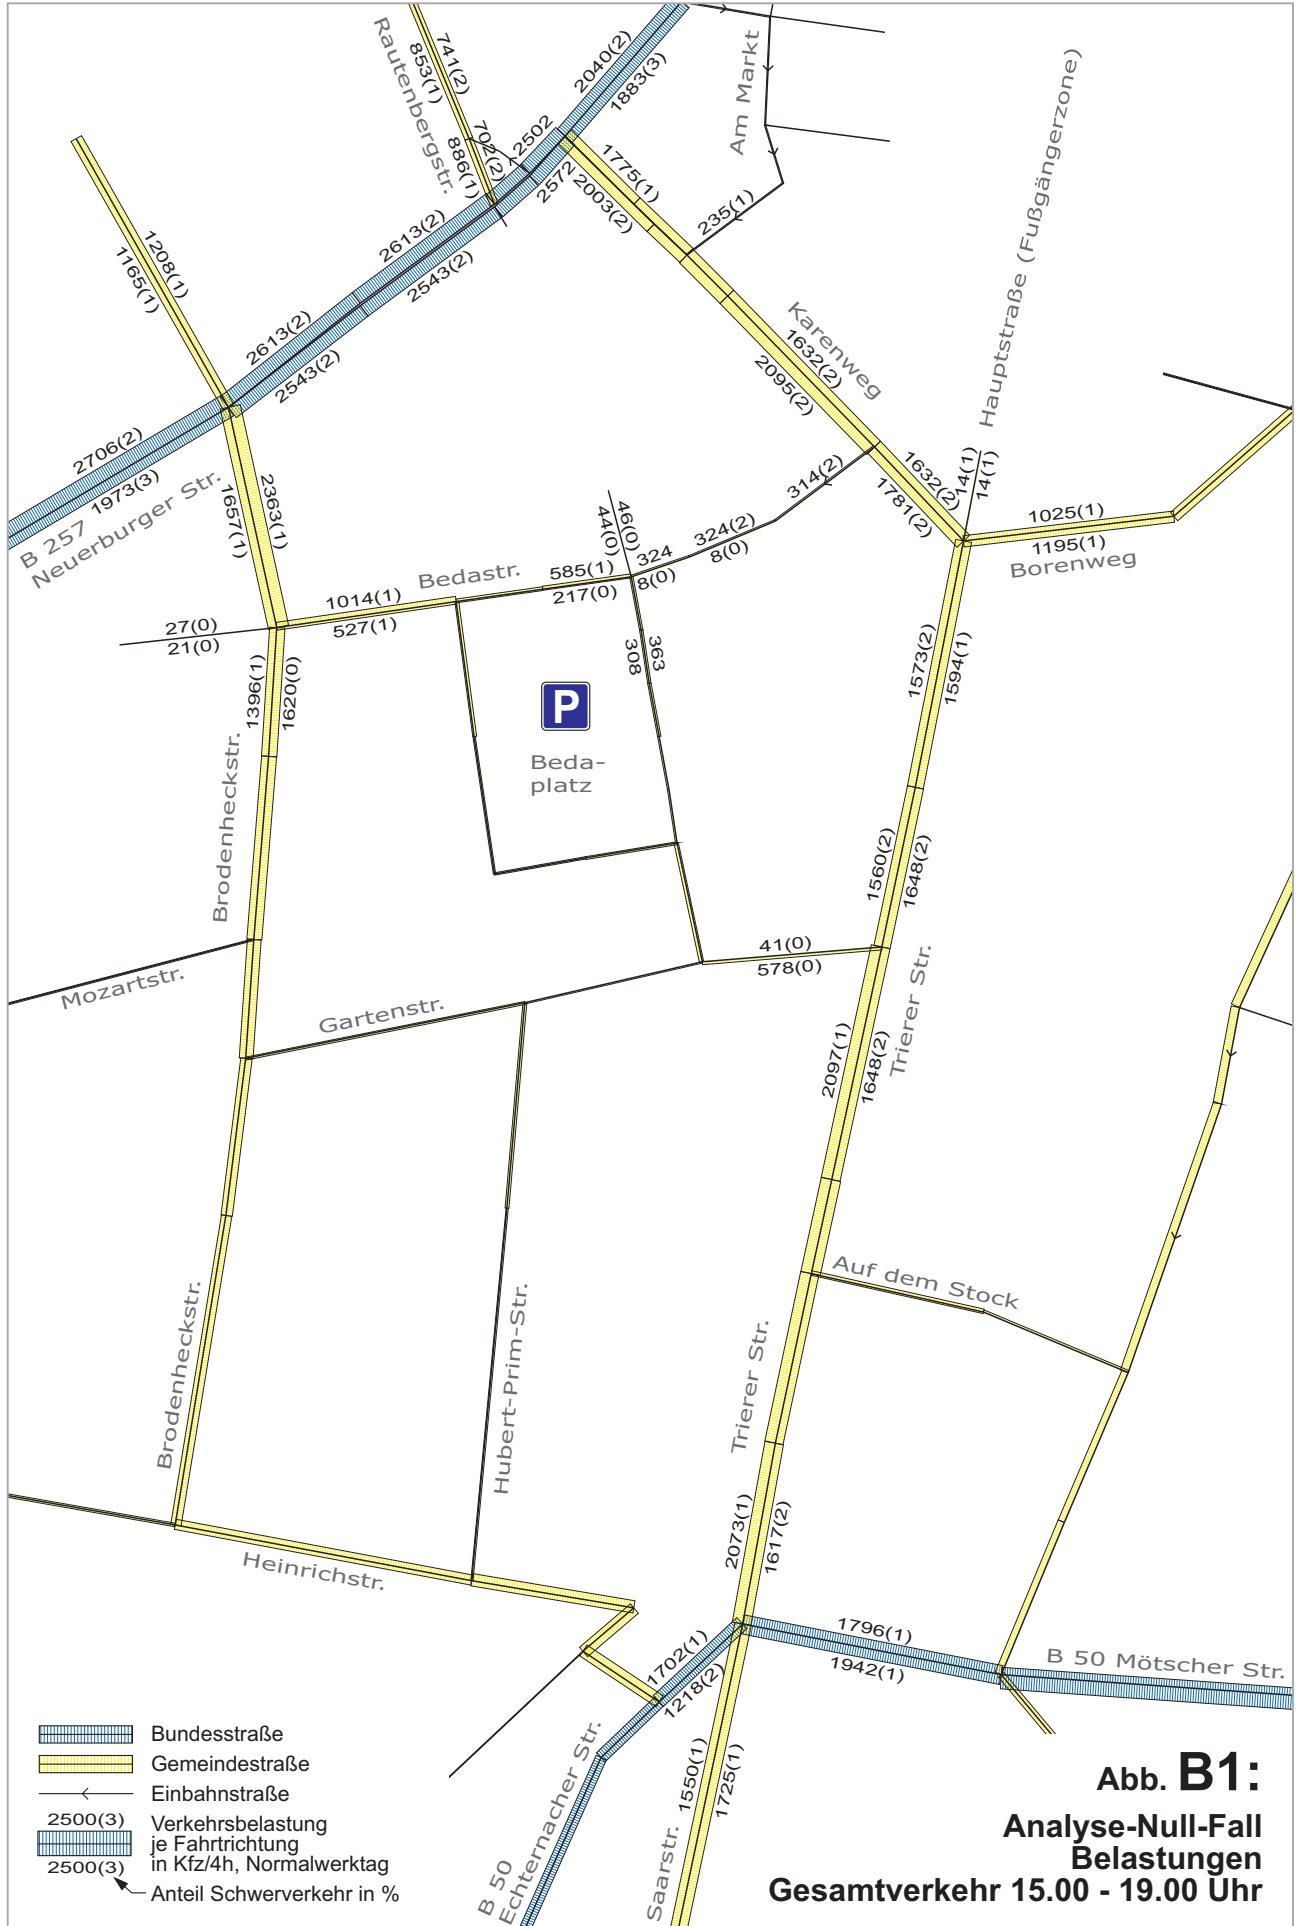 Rautenbergstr.
741(2)
853(1)
702(2)
886(1)
2040(2)
1883(3)
2502
2572
Am Markt
1775(1)
2003(2)
235(1)
Hauptstraße (Fußgängerzone)
1208(1)
1165(1)
2613(2)
2543(2)
2613(2)
2543(2)
Karenweg
1632(2)
2095(2)
2706(2)
1973(3)
B 257
Neuerburger Str.
2363(1)
1657(1)
314(2)
1632(2)
1781(2)
14(1)
14(1)
46(0)
44(0)
324
8(0)
324(2)
8(0)
1025(1)
1195(1)
Borenweg
Bedastr.
585(1)
217(0)
1014(1)
527(1)
27(0)
21(0)
363
308
1396(1)
1620(0)
1573(2)
1594(1)
P
Beda-
platz
Brodenheckstr.
1560(2)
1648(2)
Mozartstr.
41(0)
578(0)
Gartenstr.
Trierer Str.
2097(1)
1648(2)
Auf dem Stock
Brodenheckstr.
Hubert-Prim-Str.
Trierer Str.
2073(1)
1617(2)
Heinrichstr.
1702(1)
1218(2)
1796(1)
1942(1)
B 50 Mötscher Str.
B 50
Echternacher Str.
1550(1)
1725(1)
Saarstr.
Bundesstraße
Gemeindestraße
Einbahnstraße
2500(3)
2500(3)
Verkehrsbelastung
je Fahrtrichtung
in Kfz/4h, Normalwerktag
Anteil Schwerverkehr in %
Abb. B1:
Analyse-Null-Fall
Belastungen
Gesamtverkehr 15.00 - 19.00 Uhr